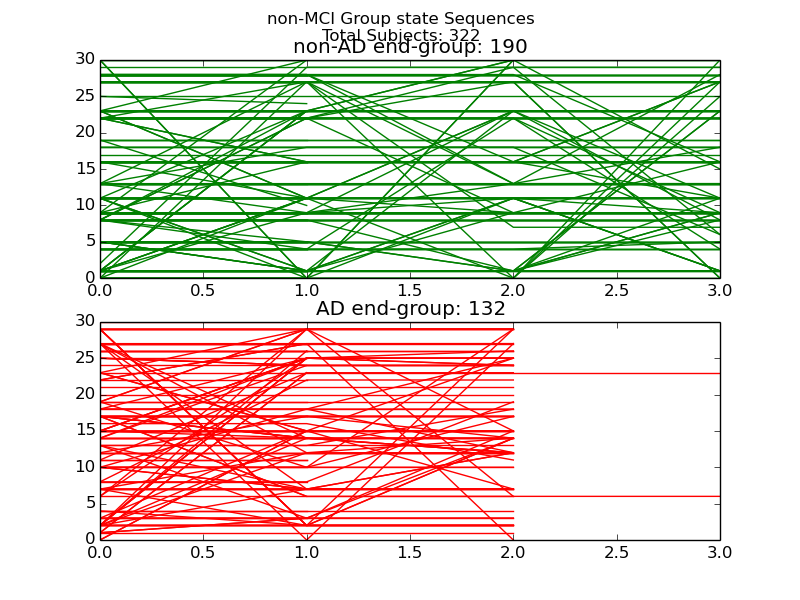 non-MCI Group state Sequences
Total Subjects: 322
non-AD end-group: 190
30
25
20
15
10
5
0
0.0 0.5 1.0 1.5 2.0 2.5 3.0
AD end-group: 132
30
25
20
15
10
5
0
0.0 0.5 1.0 1.5 2.0 2.5 3.0